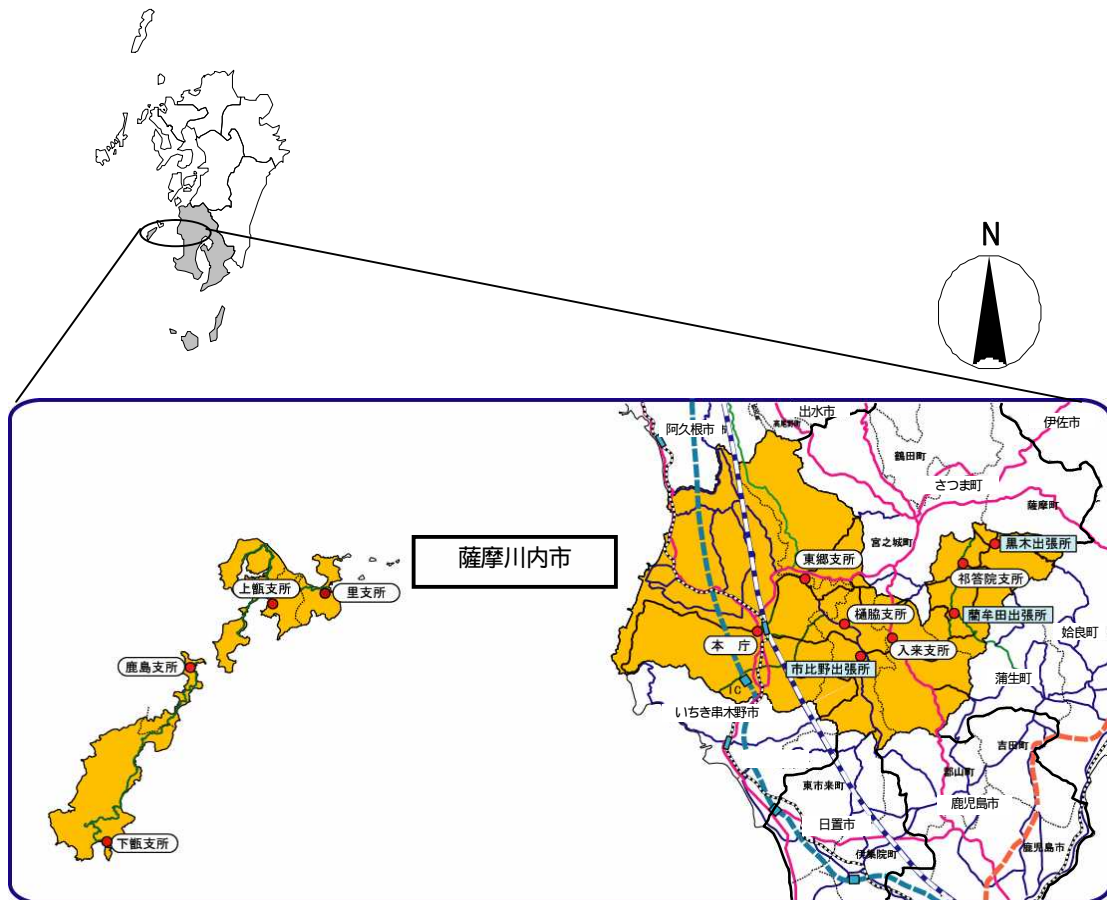 N
出水市
伊佐市
阿久根市
高尾野町
鶴田町
さつま町
薩摩町
宮之城町
黒木出張所
薩摩川内市
東郷支所
祁答院支所
上甑支所
里支所
樋脇支所
藺牟田出張所
姶良町
本 庁
入来支所
鹿島支所
市比野出張所
蒲生町
IC
いちき串木野市
吉田町
郡山町
東市来町
鹿児島市
日置市
下甑支所
伊集院町
鹿児島市